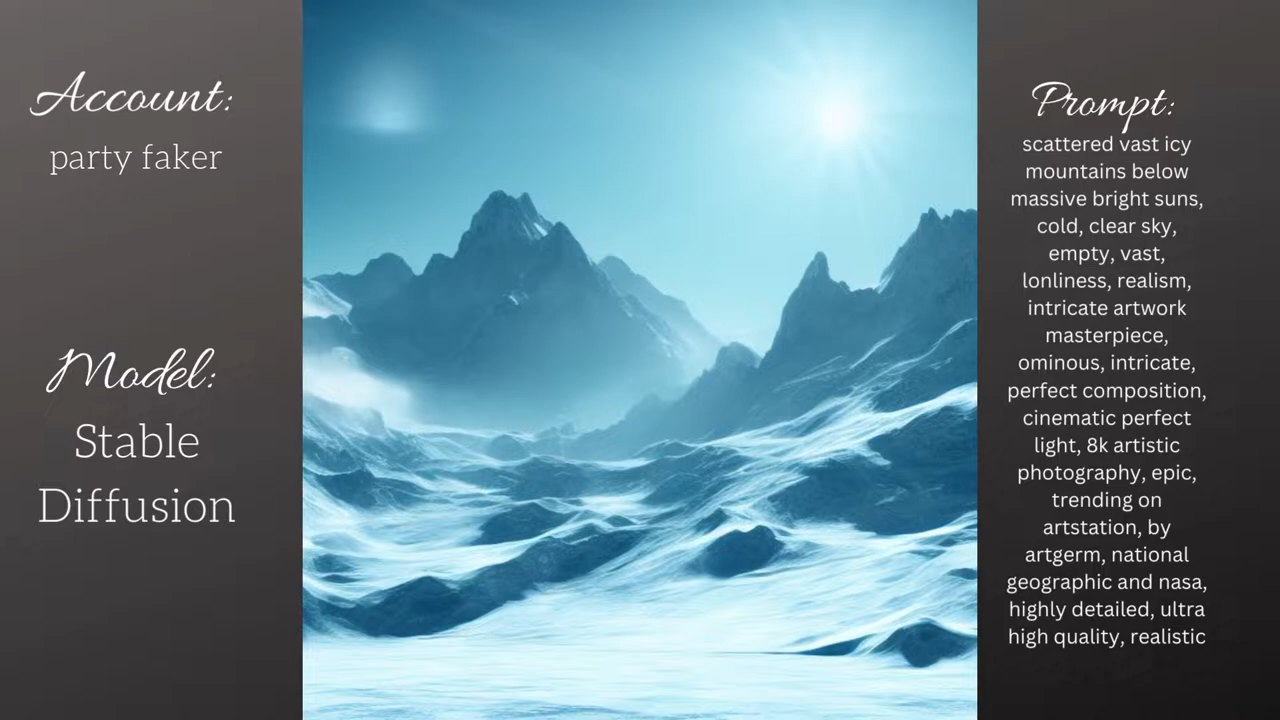 Account:
party faker
Model:
Stable
Diffusion
Prompt:
scattered vast icy
mountains below
massive bright suns,
cold, clear sky,
empty, vast,
lonliness, realism,
intricate artwork
masterpiece,
ominous, intricate,
perfect composition,
cinematic perfect
light, 8k artistic
photography, epic,
trending on
artstation, by
artgerm, national
geographic and nasa,
highly detailed, ultra
high quality, realistic